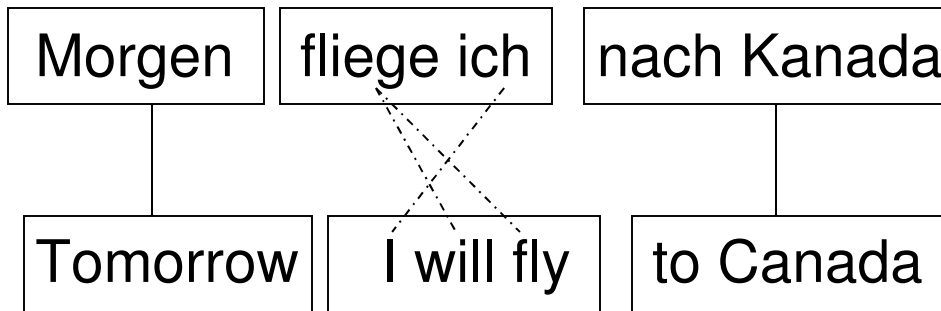 Morgen fliege ich nach Kanada
Tomorrow I will fly to Canada